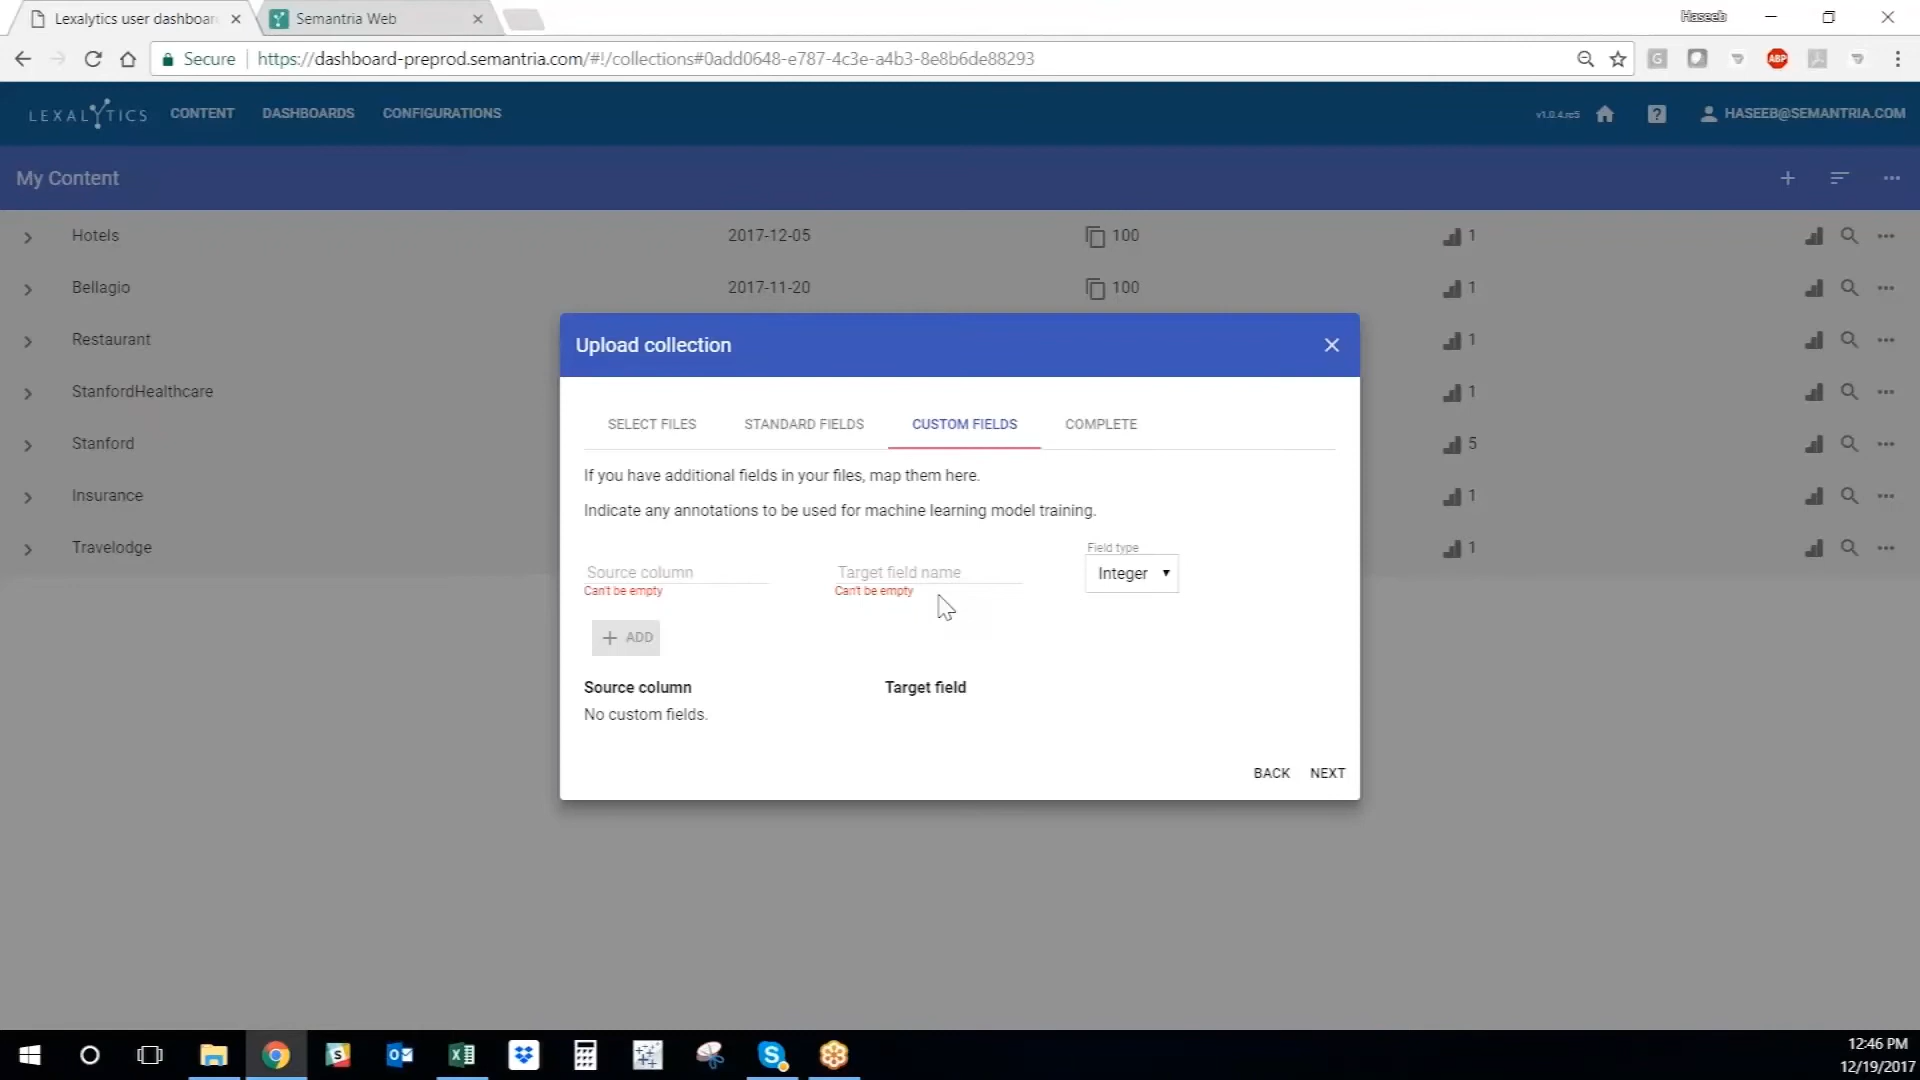 Lexalytics user dashboar
Semantria Web
Haseeb
Secure
https://dashboard-preprod.semantria.com/#!/collections#0add0648-e787-4c3e-a4b3-8e8b6de88293
ABP
LEXALYTICS
CONTENT
DASHBOARDS
CONFIGURATIONS
v1.0.4.rc5
HASEEB@SEMANTRIA.COM
My Content
Hotels 2017-12-05 100 1
Bellagio 2017-11-20 100 1
Restaurant 1
StanfordHealthcare 1
Stanford 5
Insurance 1
Travelodge 1
Upload collection
SELECT FILES STANDARD FIELDS CUSTOM FIELDS COMPLETE
If you have additional fields in your files, map them here.
Indicate any annotations to be used for machine learning model training.
Field type
Source column Target field name Integer
Can't be empty Can't be empty
+ ADD
Source column Target field
No custom fields.
BACK NEXT
12:46 PM
12/19/2017